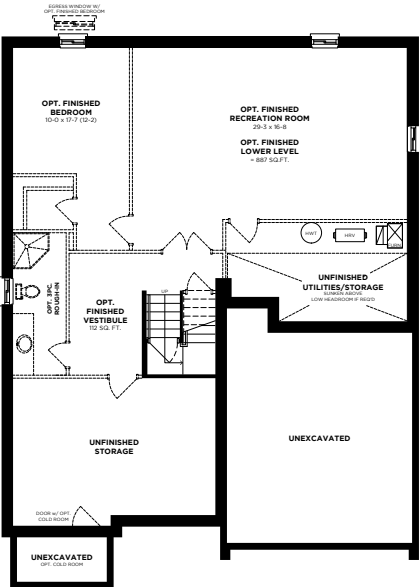 EGRESS WINDOW W/
OPT. FINISHED BEDROOM
OPT. FINISHED
BEDROOM
10-0 x 17-7 (12-2)
OPT. FINISHED
RECREATION ROOM
29-3 x 16-8
OPT. FINISHED
LOWER LEVEL
= 887 SQ.FT.
HWT
HRV
FURN
UNFINISHED
UTILITIES/STORAGE
SUNKEN ABOVE
LOW HEADROOM IF REQ'D
OPT. 3PC.
ROUGH-IN
OPT.
FINISHED
VESTIBULE
112 SQ. FT.
UP
UNFINISHED
STORAGE
UNEXCAVATED
DOOR w/ OPT.
COLD ROOM
UNEXCAVATED
OPT. COLD ROOM